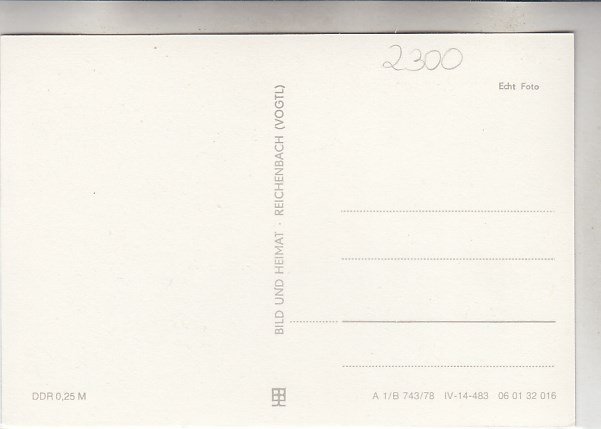 2300
Echt Foto
BILD UND HEIMAT · REICHENBACH (VOGTL)
DDR 0,25 M
A 1/B 743/78 IV-14-483 06 01 32 016